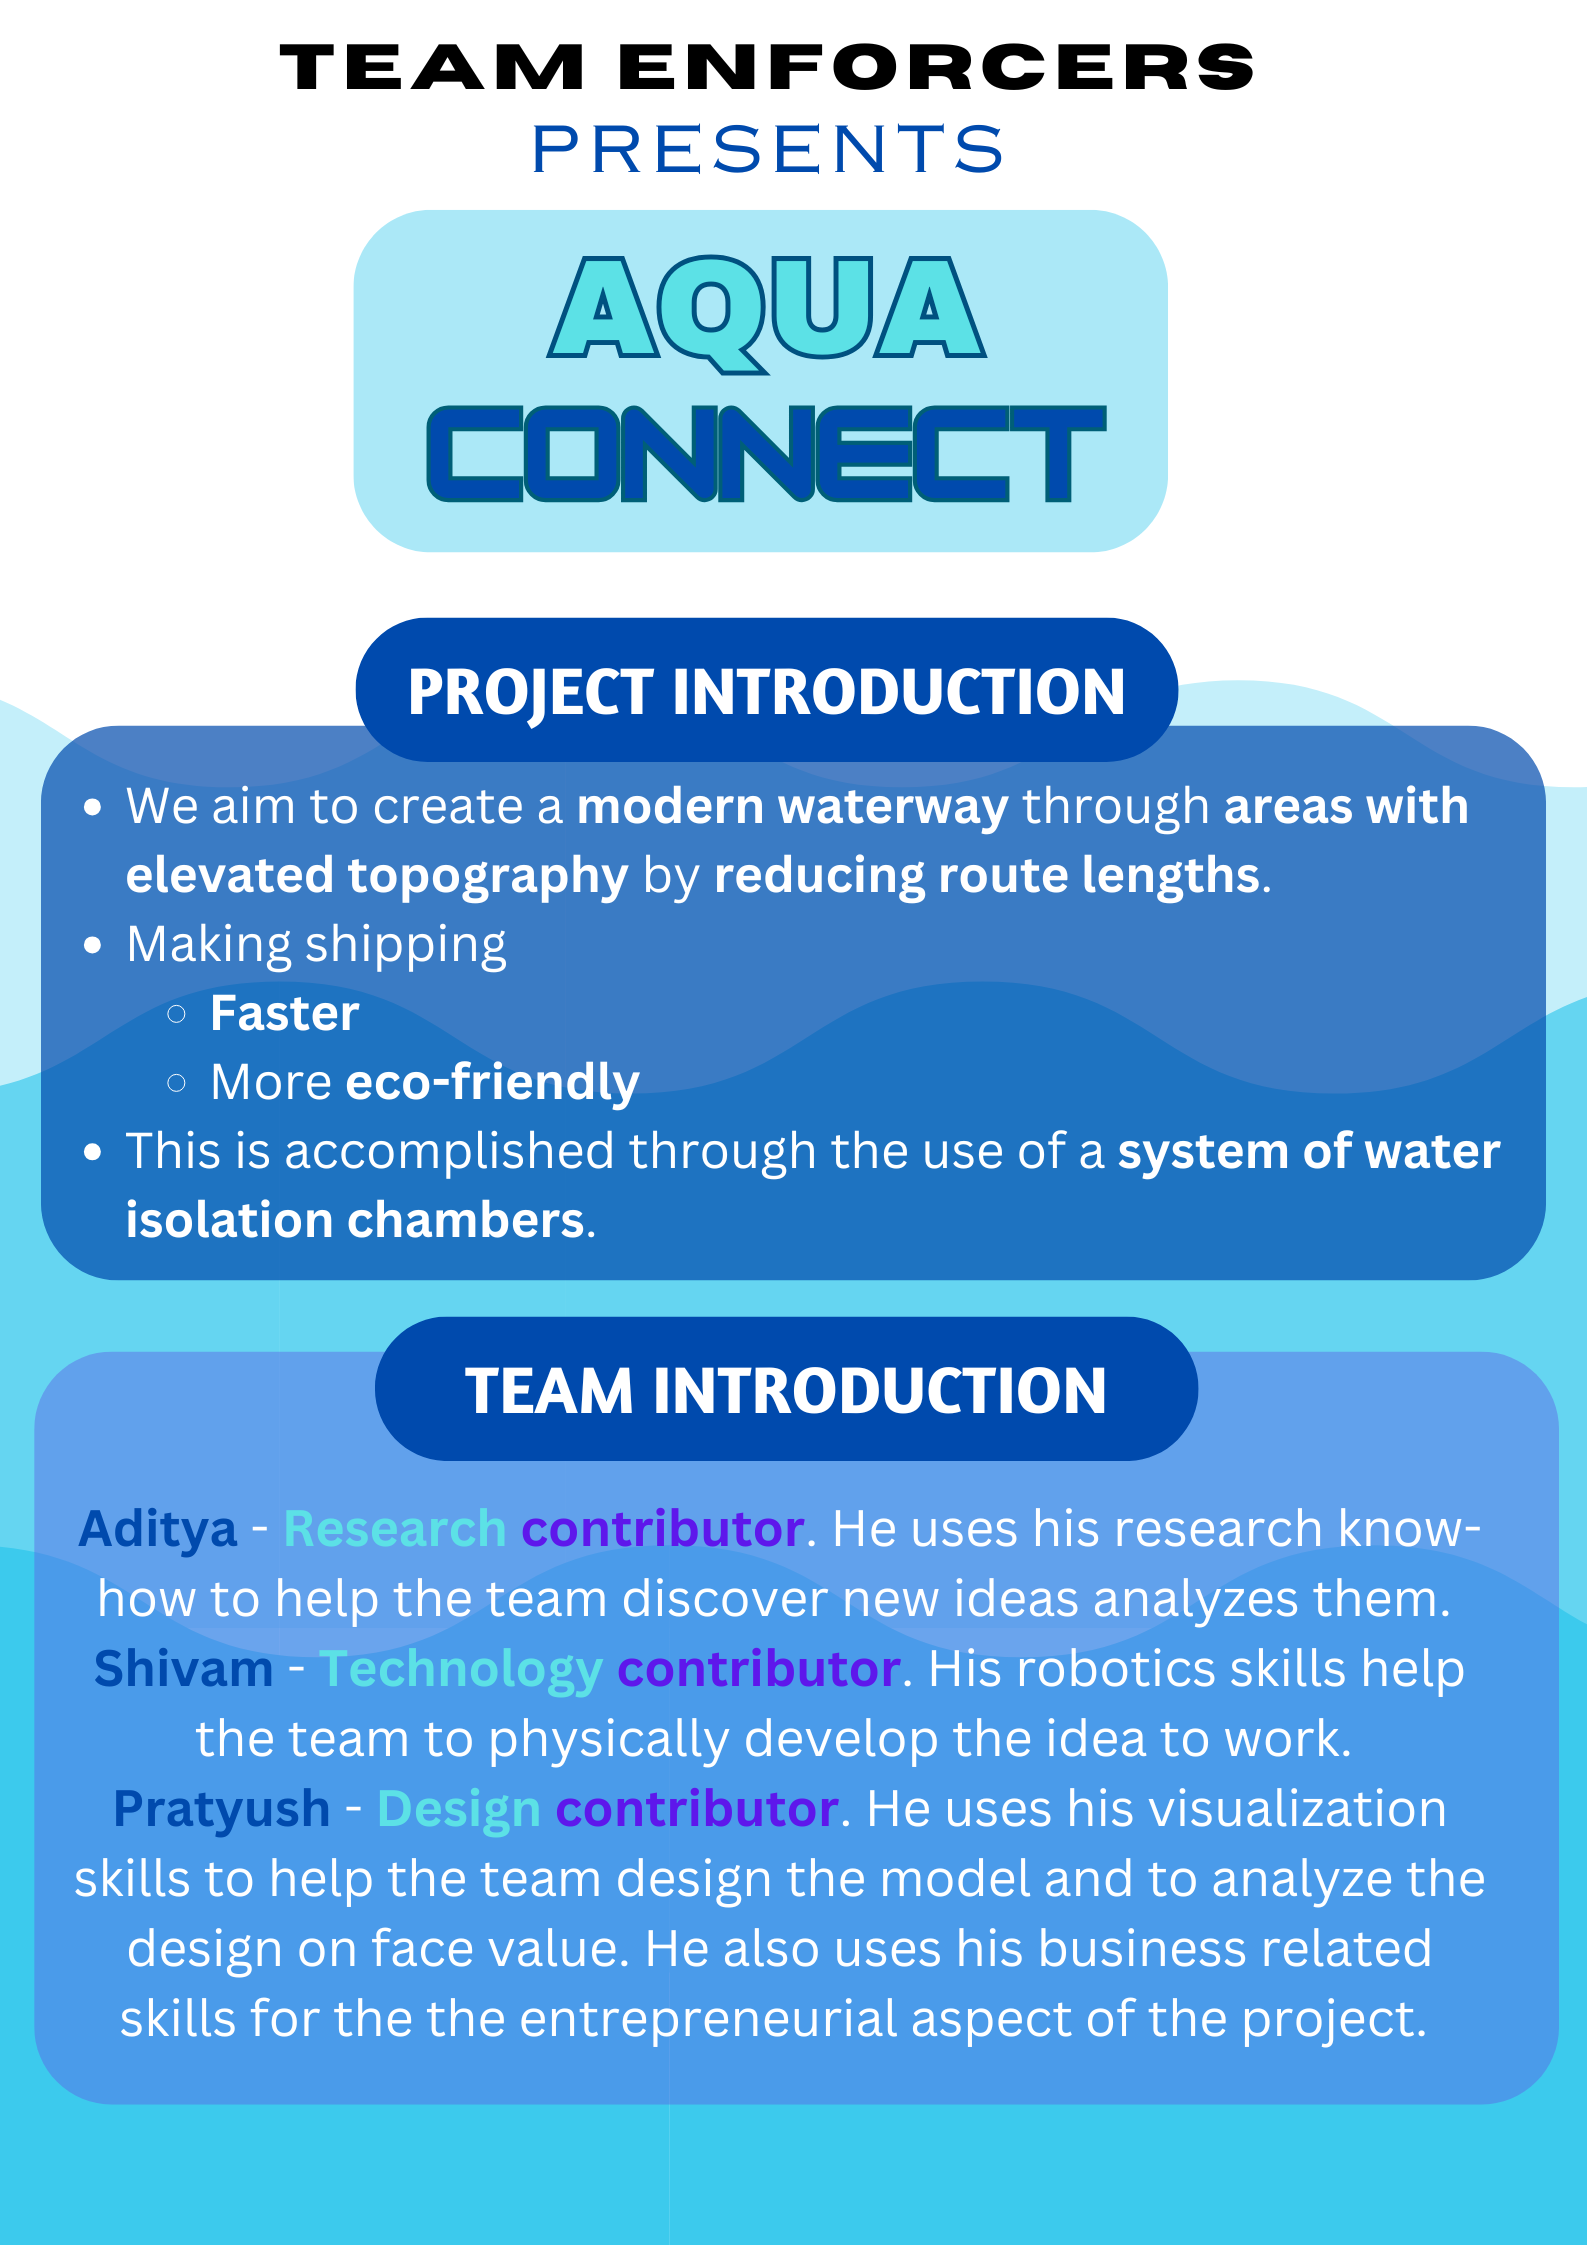 TEAM ENFORCERS
PRESENTS
AQUA
CONNECT
PROJECT INTRODUCTION
• We aim to create a modern waterway through areas with
elevated topography by reducing route lengths.
• Making shipping
○ Faster
○ More eco-friendly
• This is accomplished through the use of a system of water
isolation chambers.
TEAM INTRODUCTION
Aditya - Research contributor. He uses his research know-
how to help the team discover new ideas analyzes them.
Shivam - Technology contributor. His robotics skills help
the team to physically develop the idea to work.
Pratyush - Design contributor. He uses his visualization
skills to help the team design the model and to analyze the
design on face value. He also uses his business related
skills for the the entrepreneurial aspect of the project.